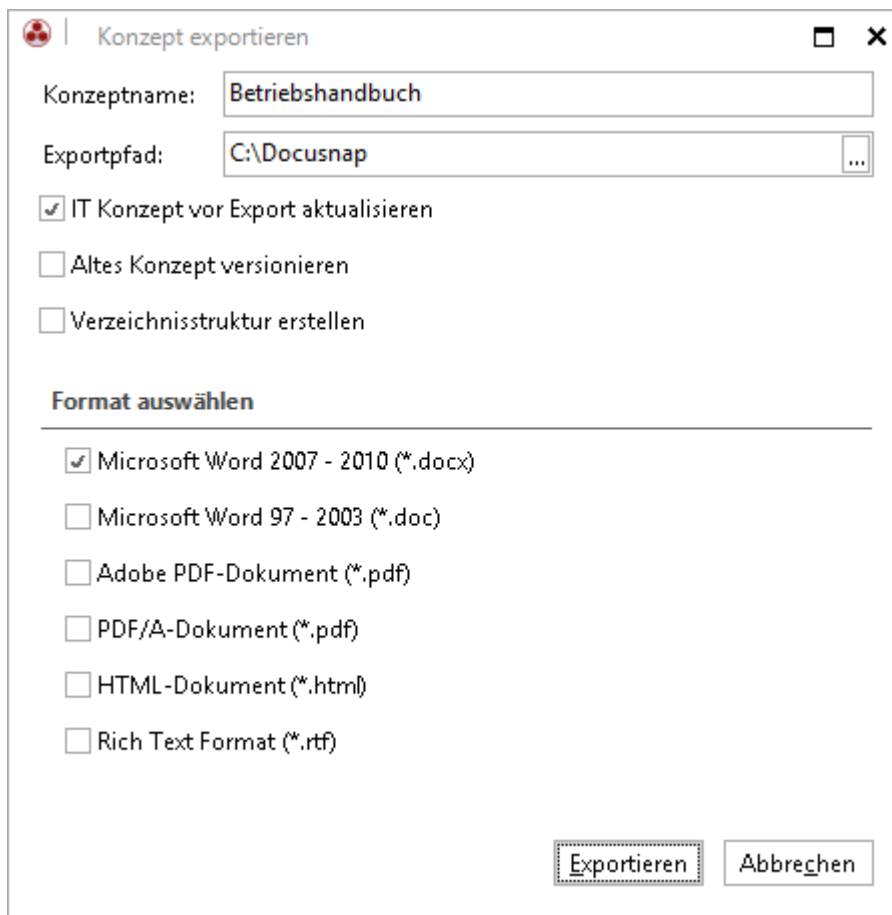 Konzept exportieren
Konzeptname: Betriebshandbuch
Exportpfad: C:\Docusnap ...
IT Konzept vor Export aktualisieren
Altes Konzept versionieren
Verzeichnisstruktur erstellen
Format auswählen
Microsoft Word 2007 - 2010 (*.docx)
Microsoft Word 97 - 2003 (*.doc)
Adobe PDF-Dokument (*.pdf)
PDF/A-Dokument (*.pdf)
HTML-Dokument (*.html)
Rich Text Format (*.rtf)
Exportieren Abbrechen